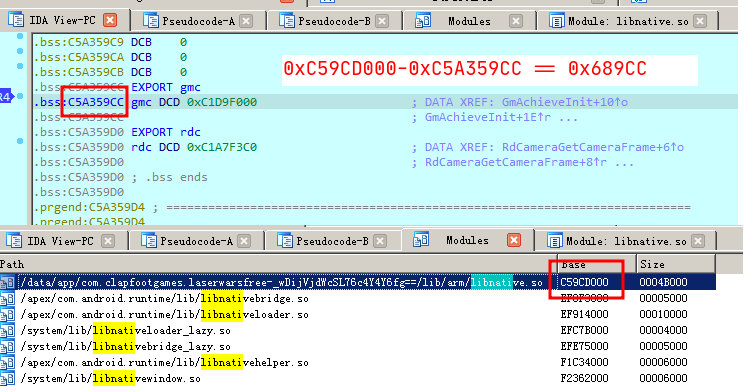 IDA View-PC Pseudocode-A Pseudocode-B Modules Module: libnative.so
.bss:C5A359C9 DCB 0
.bss:C5A359CA DCB 0
.bss:C5A359CB DCB 0
0xC59CD000-0xC5A359CC == 0x689CC
.bss:C5A359CC EXPORT gmc
R4
.bss:C5A359CC gmc DCD 0xC1D9F000 ; DATA XREF: GmAchieveInit+10↑o
.bss:C5A359CC ; GmAchieveInit+1E↑r ...
.bss:C5A359D0 EXPORT rdc
.bss:C5A359D0 rdc DCD 0xC1A7F3C0 ; DATA XREF: RdCameraGetCameraFrame+6↑o
.bss:C5A359D0 ; RdCameraGetCameraFrame+8↑r ...
.bss:C5A359D0 ; .bss ends
.bss:C5A359D0
.prgend:C5A359D4 ; ===========================================================
.prgend:C5A359D4
IDA View-PC Pseudocode-A Pseudocode-B Modules Module: libnative.so
Path Base Size
/data/app/com.clapfootgames.laserwarsfree-_wDijVjdWcSL76c4Y4Y6fg==/lib/arm/libnative.so C59CD000 0004B000
/apex/com.android.runtime/lib/libnativebridge.so 00005000
/apex/com.android.runtime/lib/libnativeloader.so EF914000 00010000
/system/lib/libnativeloader_lazy.so EFC7B000 00004000
/system/lib/libnativebridge_lazy.so EFE75000 00005000
/apex/com.android.runtime/lib/libnativehelper.so F1C34000 00006000
/system/lib/libnativewindow.so F2362000 00006000